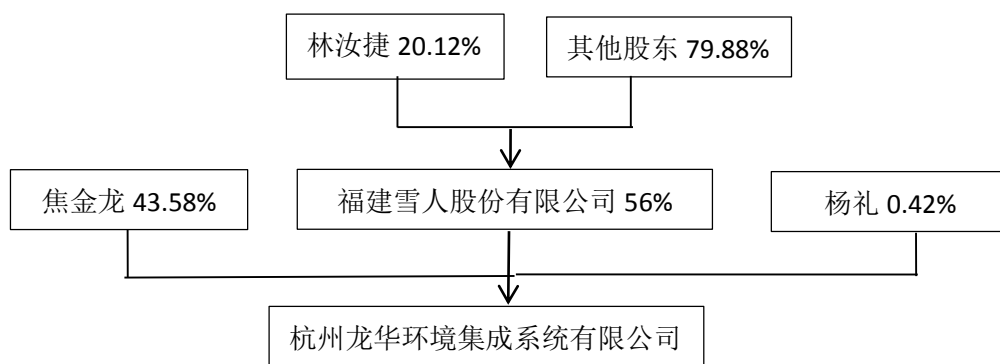 林汝捷 20.12%
其他股东 79.88%
焦金龙 43.58%
福建雪人股份有限公司 56%
杨礼 0.42%
杭州龙华环境集成系统有限公司